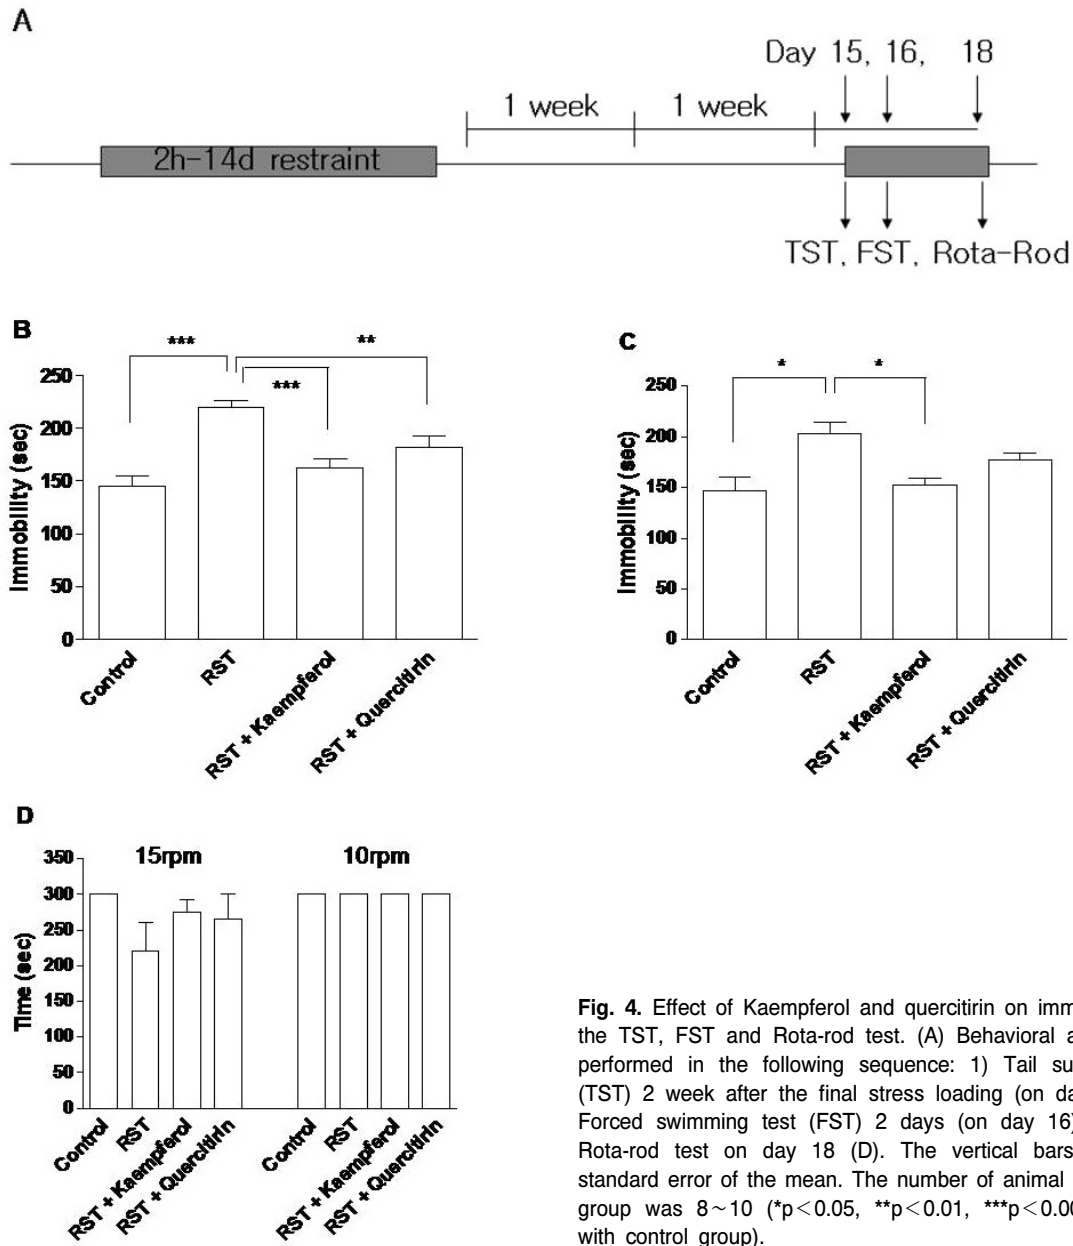 A
Day 15, 16, 18
1 week 1 week
2h-14d restraint
TST, FST, Rota-Rod
B
*** **
***
Immobility (sec)
250
200
150
100
50
0
Control
RST
RST + Kaempferol
RST + Quercitirin
C
* *
Immobility (sec)
250
200
150
100
50
0
Control
RST
RST + Kaempferol
RST + Quercitirin
D
15rpm 10rpm
Time (sec)
350
300
250
200
150
100
50
0
Control
RST
RST + Kaempferol
RST + Quercitirin
Control
RST
RST + Kaempferol
RST + Quercitirin
Fig. 4. Effect of Kaempferol and quercitirin on imm
the TST, FST and Rota-rod test. (A) Behavioral a
performed in the following sequence: 1) Tail su
(TST) 2 week after the final stress loading (on da
Forced swimming test (FST) 2 days (on day 16)
Rota-rod test on day 18 (D). The vertical bars
standard error of the mean. The number of animal
group was 8~10 (*p<0.05, **p<0.01, ***p<0.00
with control group).